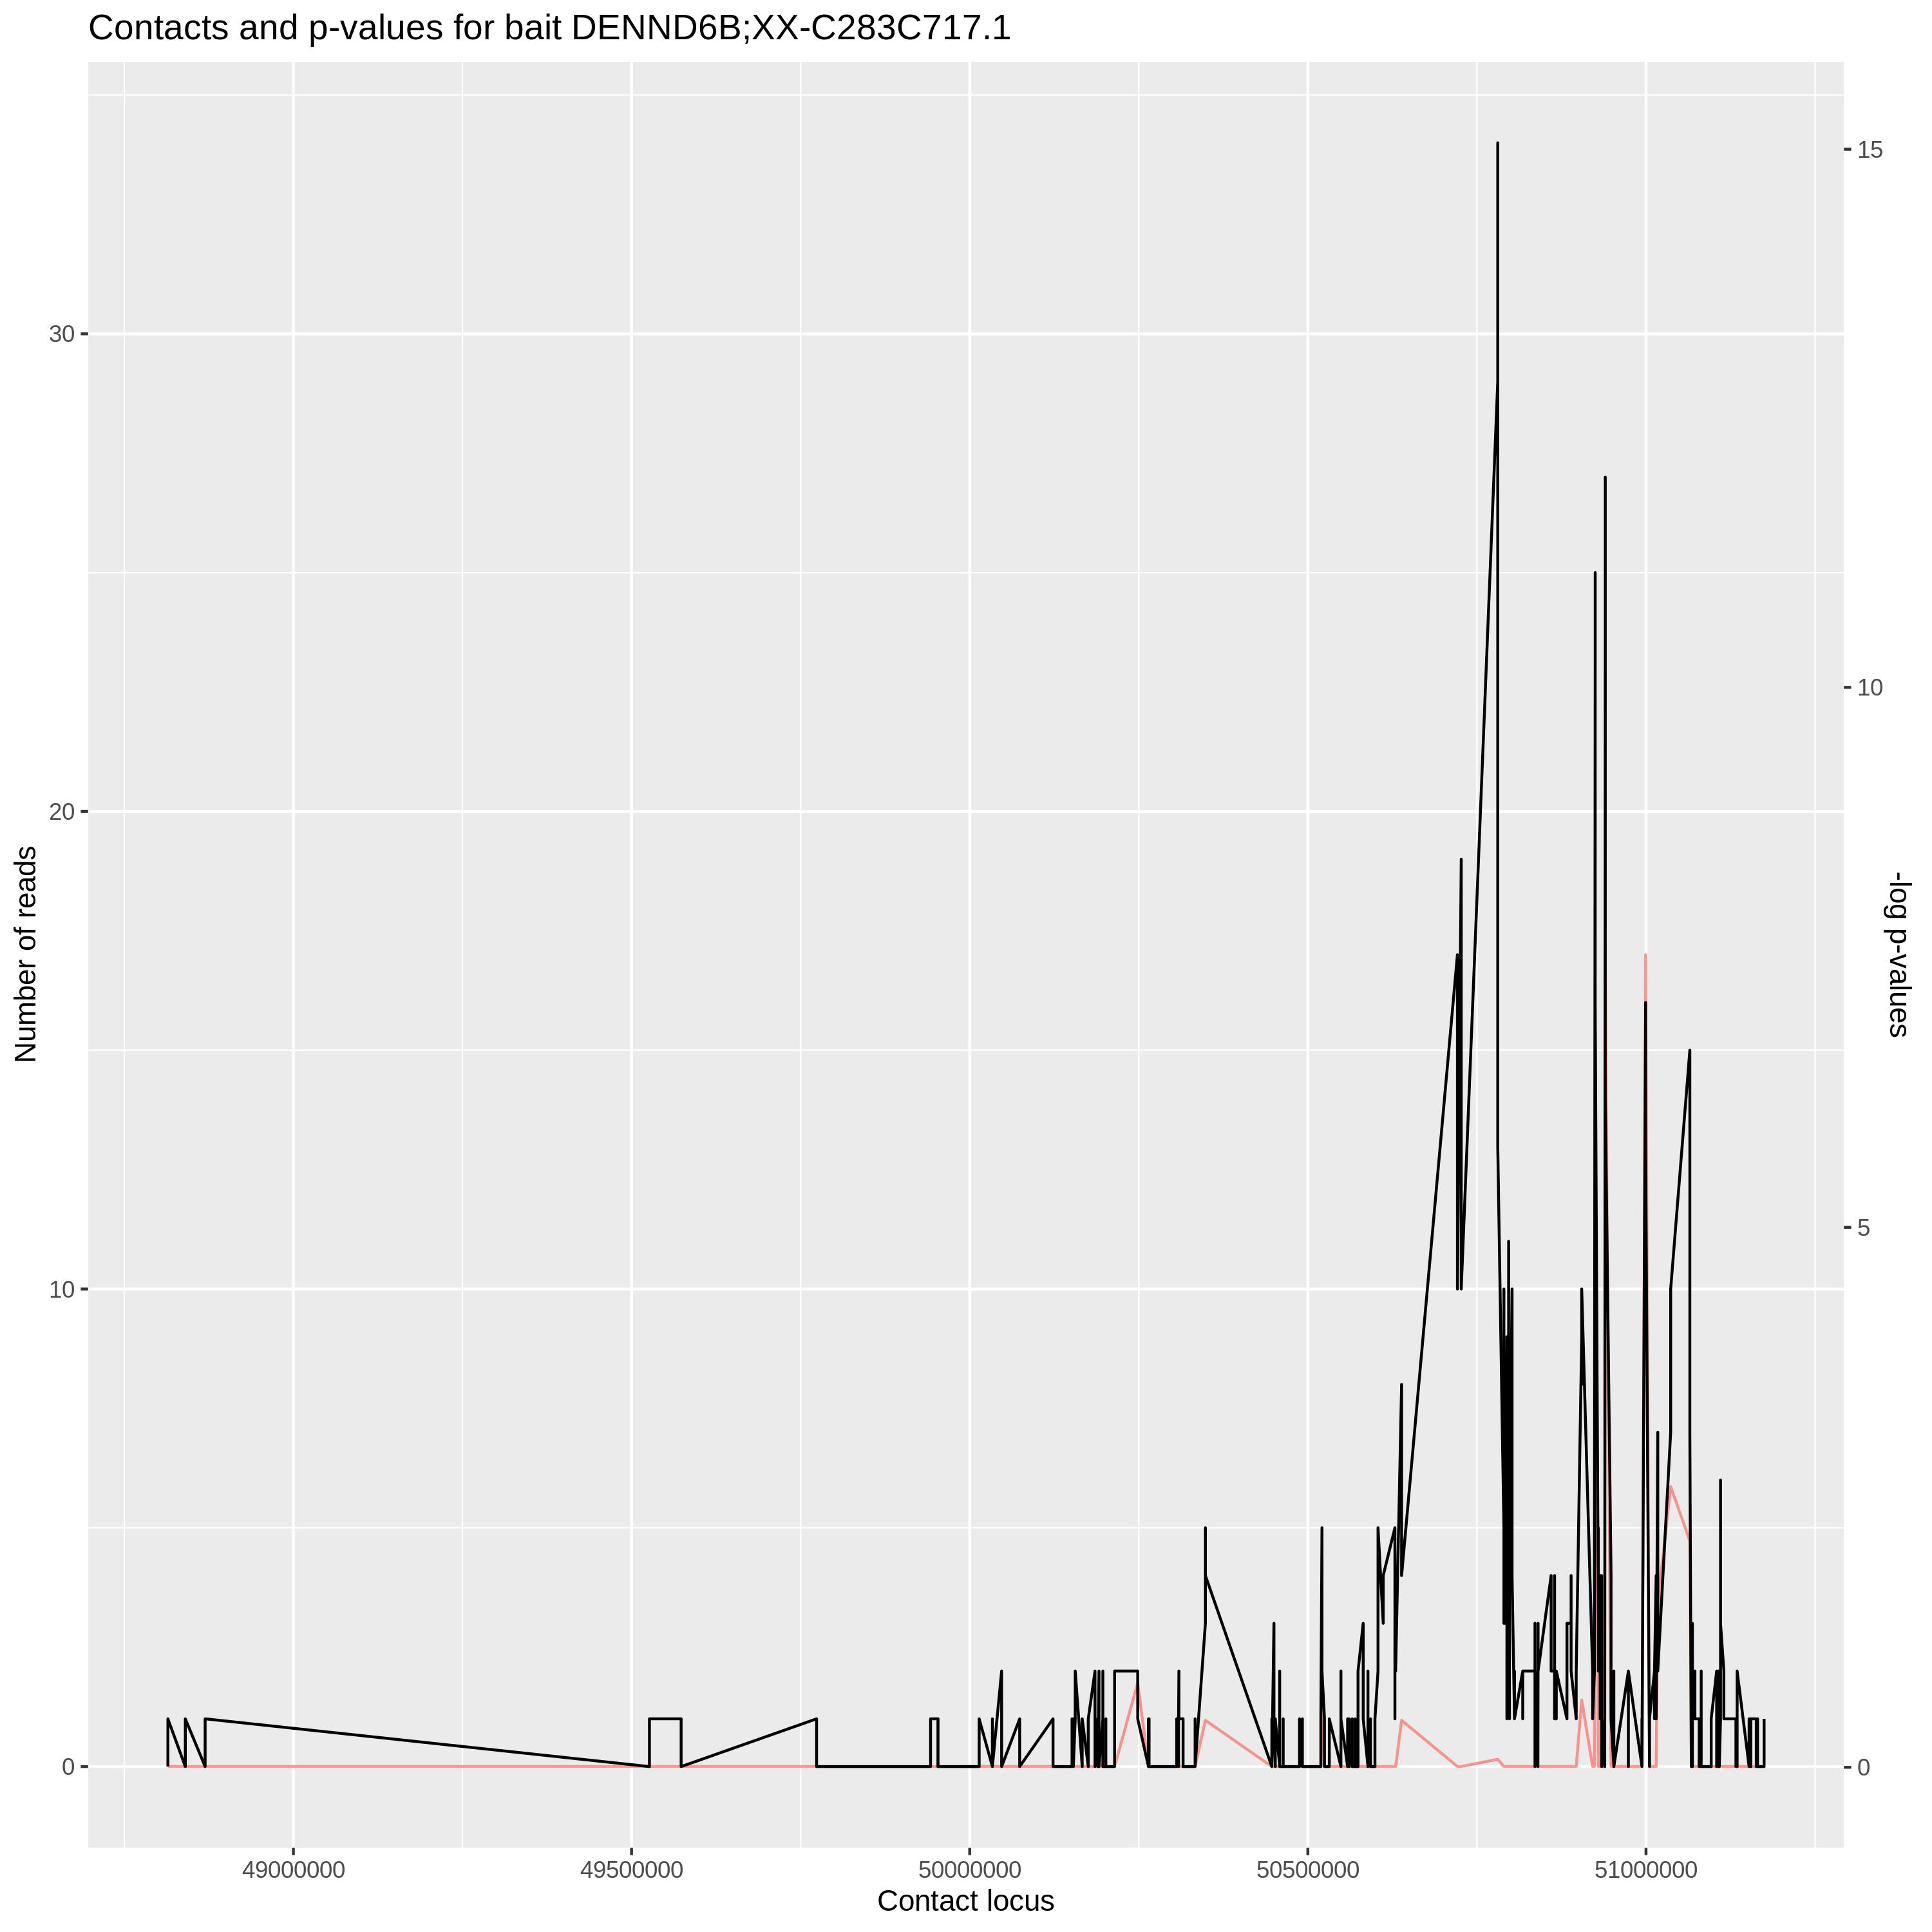 Contacts and p-values for bait DENND6B;XX-C283C717.1
30
20
10
0
Number of reads
15
10
5
0
-log p-values
49000000 49500000 50000000 50500000 51000000
Contact locus